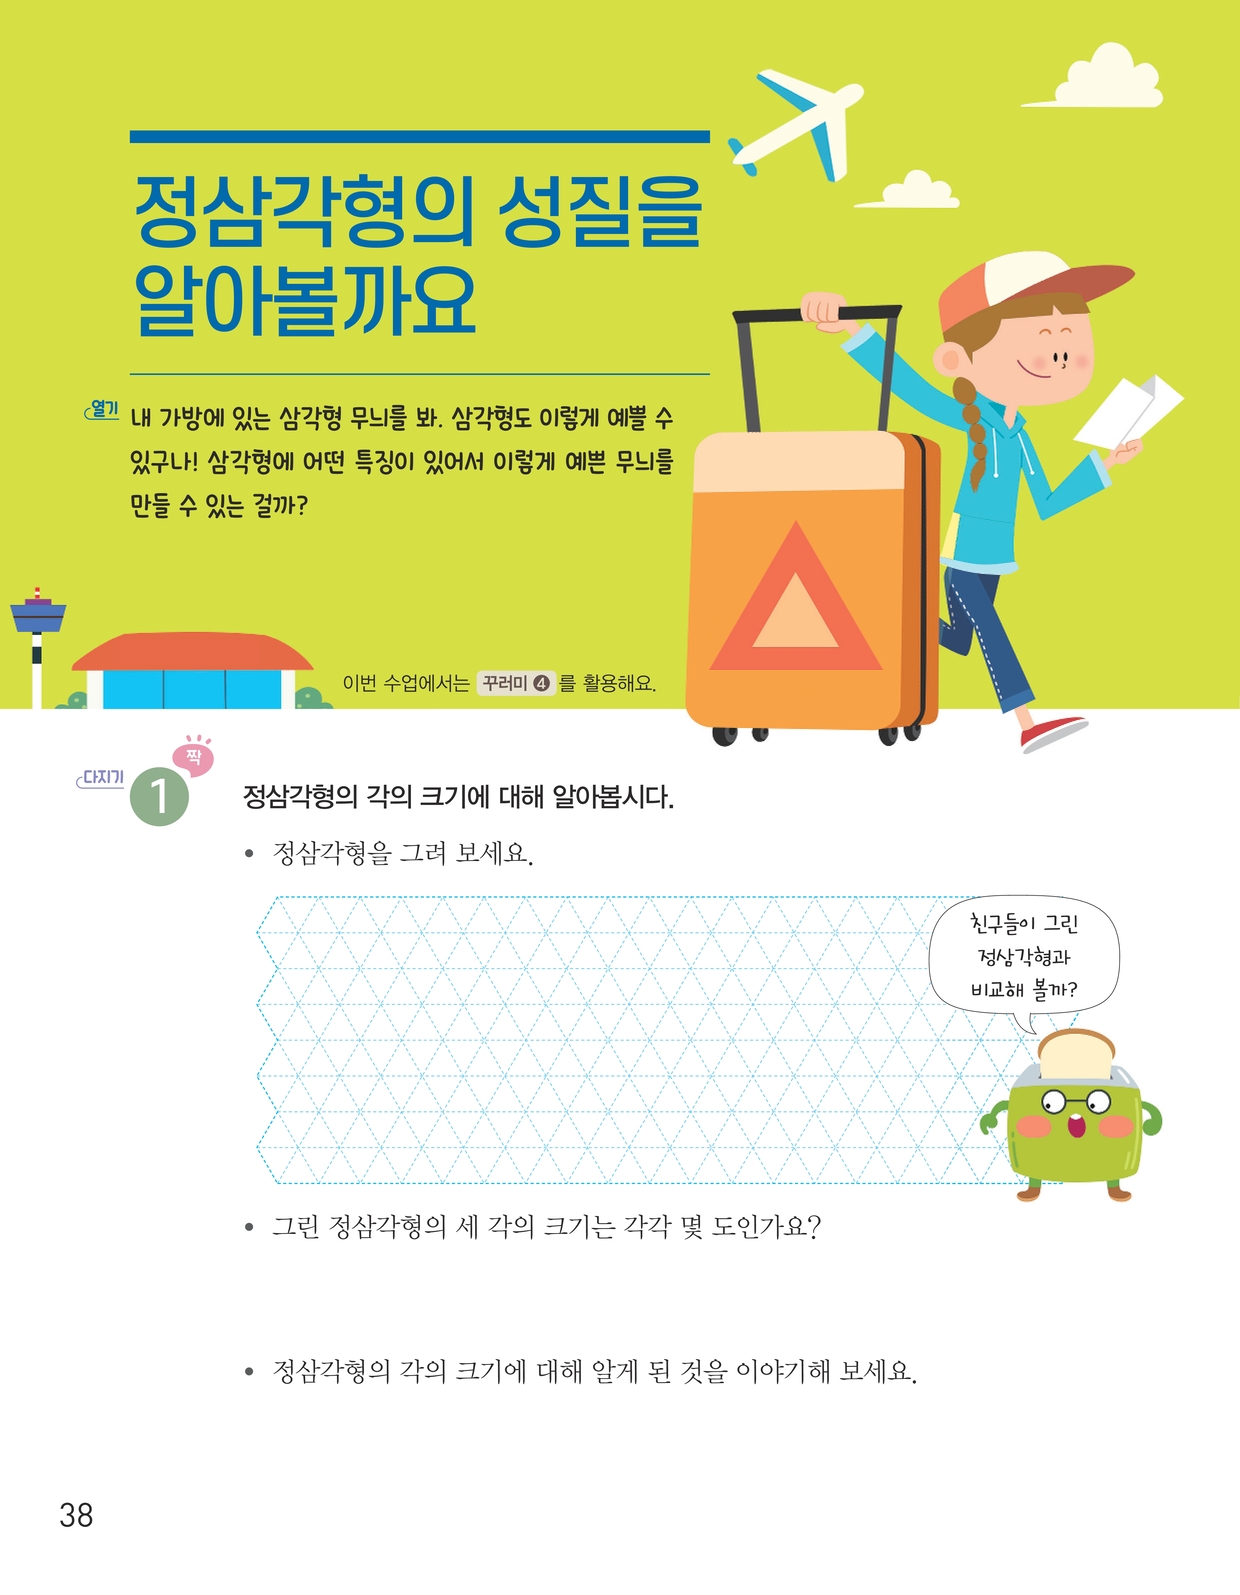 정삼각형의 성질을
알아볼까요
열기
내 가방에 있는 삼각형 무늬를 봐. 삼각형도 이렇게 예쁠 수
있구나! 삼각형에 어떤 특징이 있어서 이렇게 예쁜 무늬를
만들 수 있는 걸까?
이번 수업에서는 꾸러미 4 를 활용해요.
다지기
1
짝
정삼각형의 각의 크기에 대해 알아봅시다.
• 정삼각형을 그려 보세요.
친구들이 그린
정삼각형과
비교해 볼까?
• 그린 정삼각형의 세 각의 크기는 각각 몇 도인가요?
• 정삼각형의 각의 크기에 대해 알게 된 것을 이야기해 보세요.
38